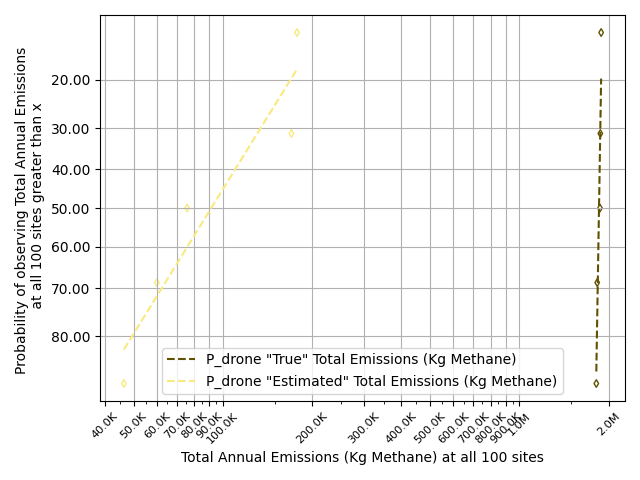 Probability of observing Total Annual Emissions
at all 100 sites greater than x
20.00
30.00
40.00
50.00
60.00
70.00
80.00
P_drone "True" Total Emissions (Kg Methane)
P_drone "Estimated" Total Emissions (Kg Methane)
40.0K
50.0K
60.0K
70.0K
80.0K
90.0K
100.0K
200.0K
300.0K
400.0K
500.0K
600.0K
700.0K
800.0K
900.0K
1.0M
2.0M
Total Annual Emissions (Kg Methane) at all 100 sites